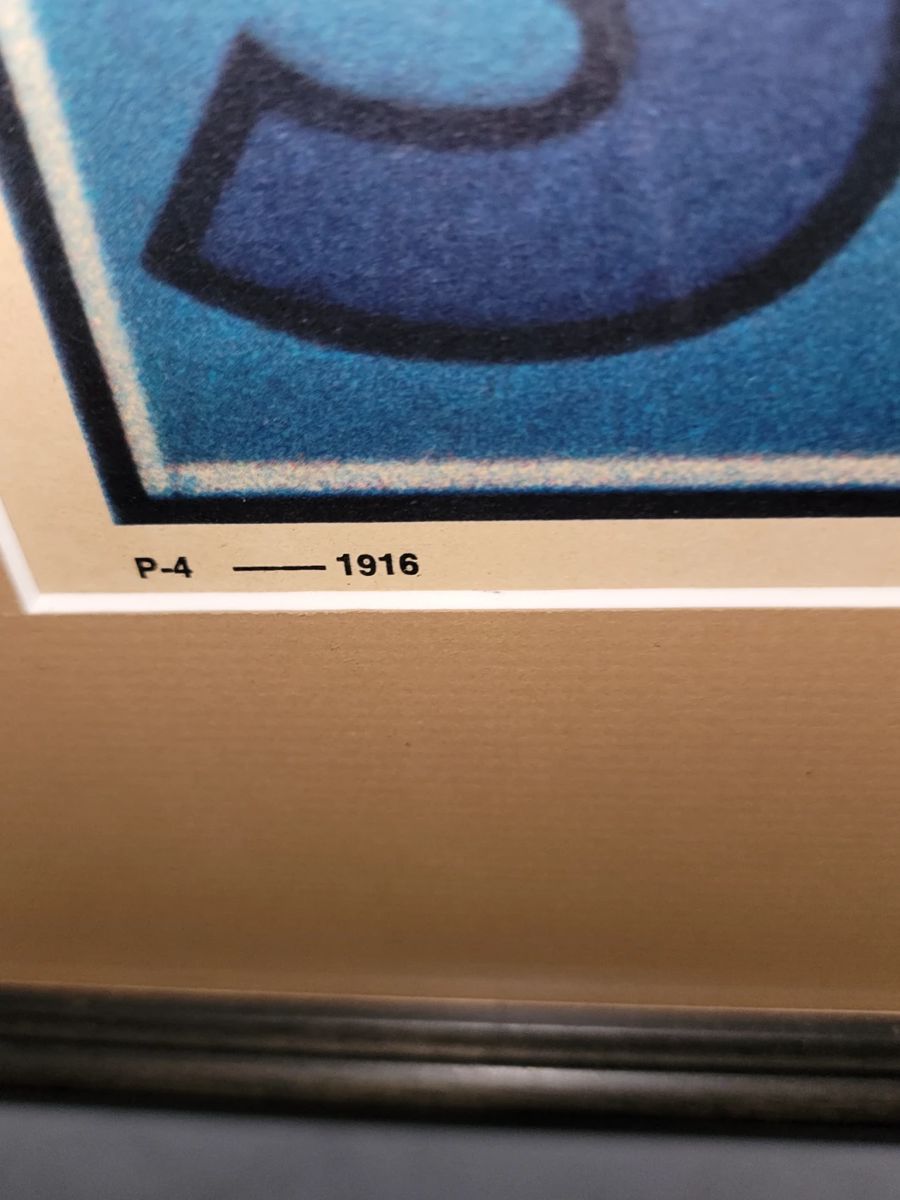 P-4 —— 1916